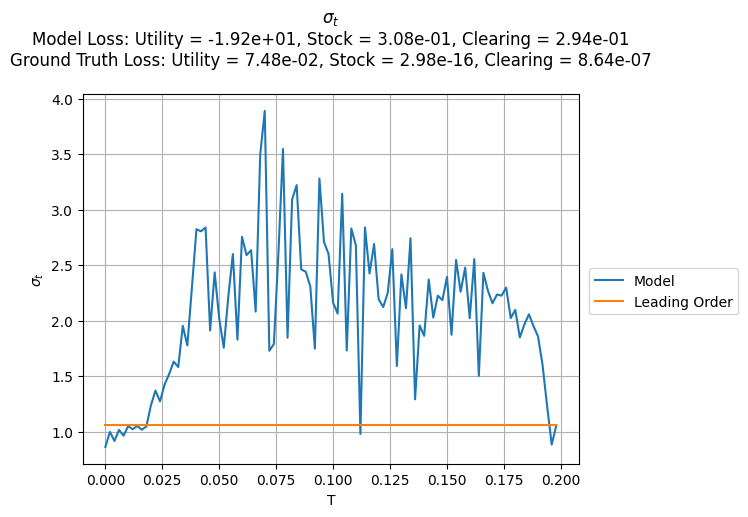 σt
Model Loss: Utility = -1.92e+01, Stock = 3.08e-01, Clearing = 2.94e-01
Ground Truth Loss: Utility = 7.48e-02, Stock = 2.98e-16, Clearing = 8.64e-07
4.0
3.5
3.0
2.5
2.0
1.5
1.0
σt
0.000 0.025 0.050 0.075 0.100 0.125 0.150 0.175 0.200
T
Model
Leading Order